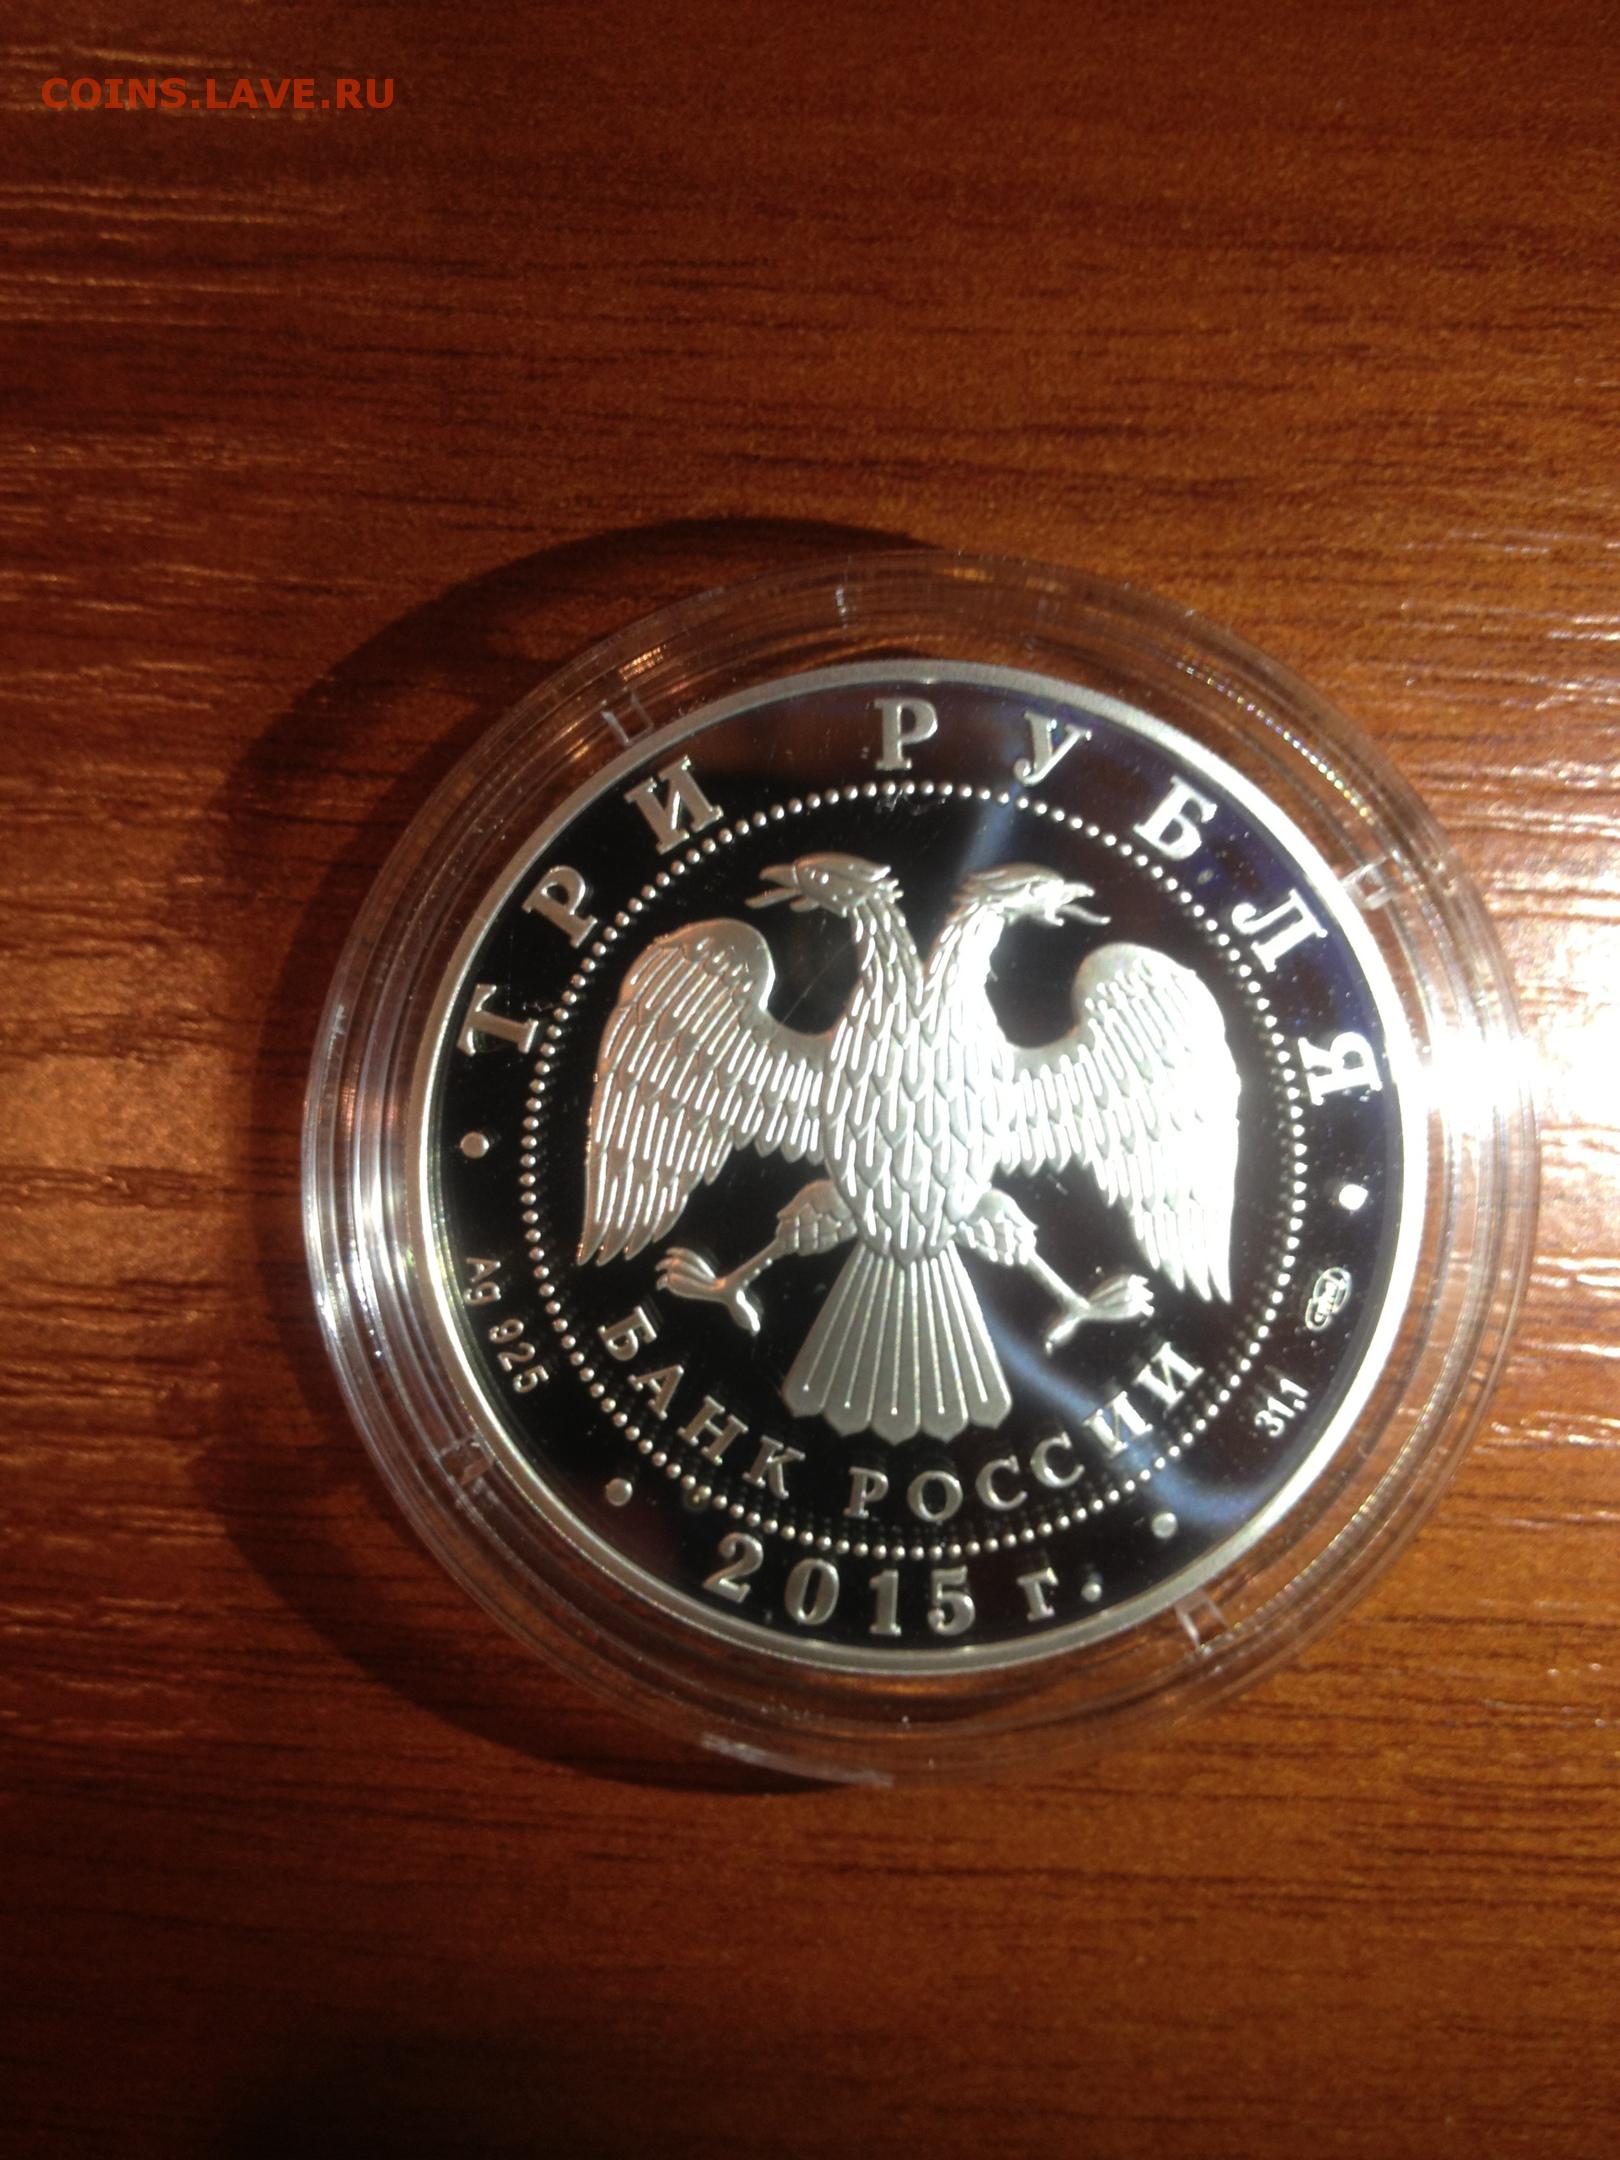 COINS.LAVE.RU
ТРИ РУБЛЯ
Ag 925
БАНК РОССИИ
31,1
2015 г.